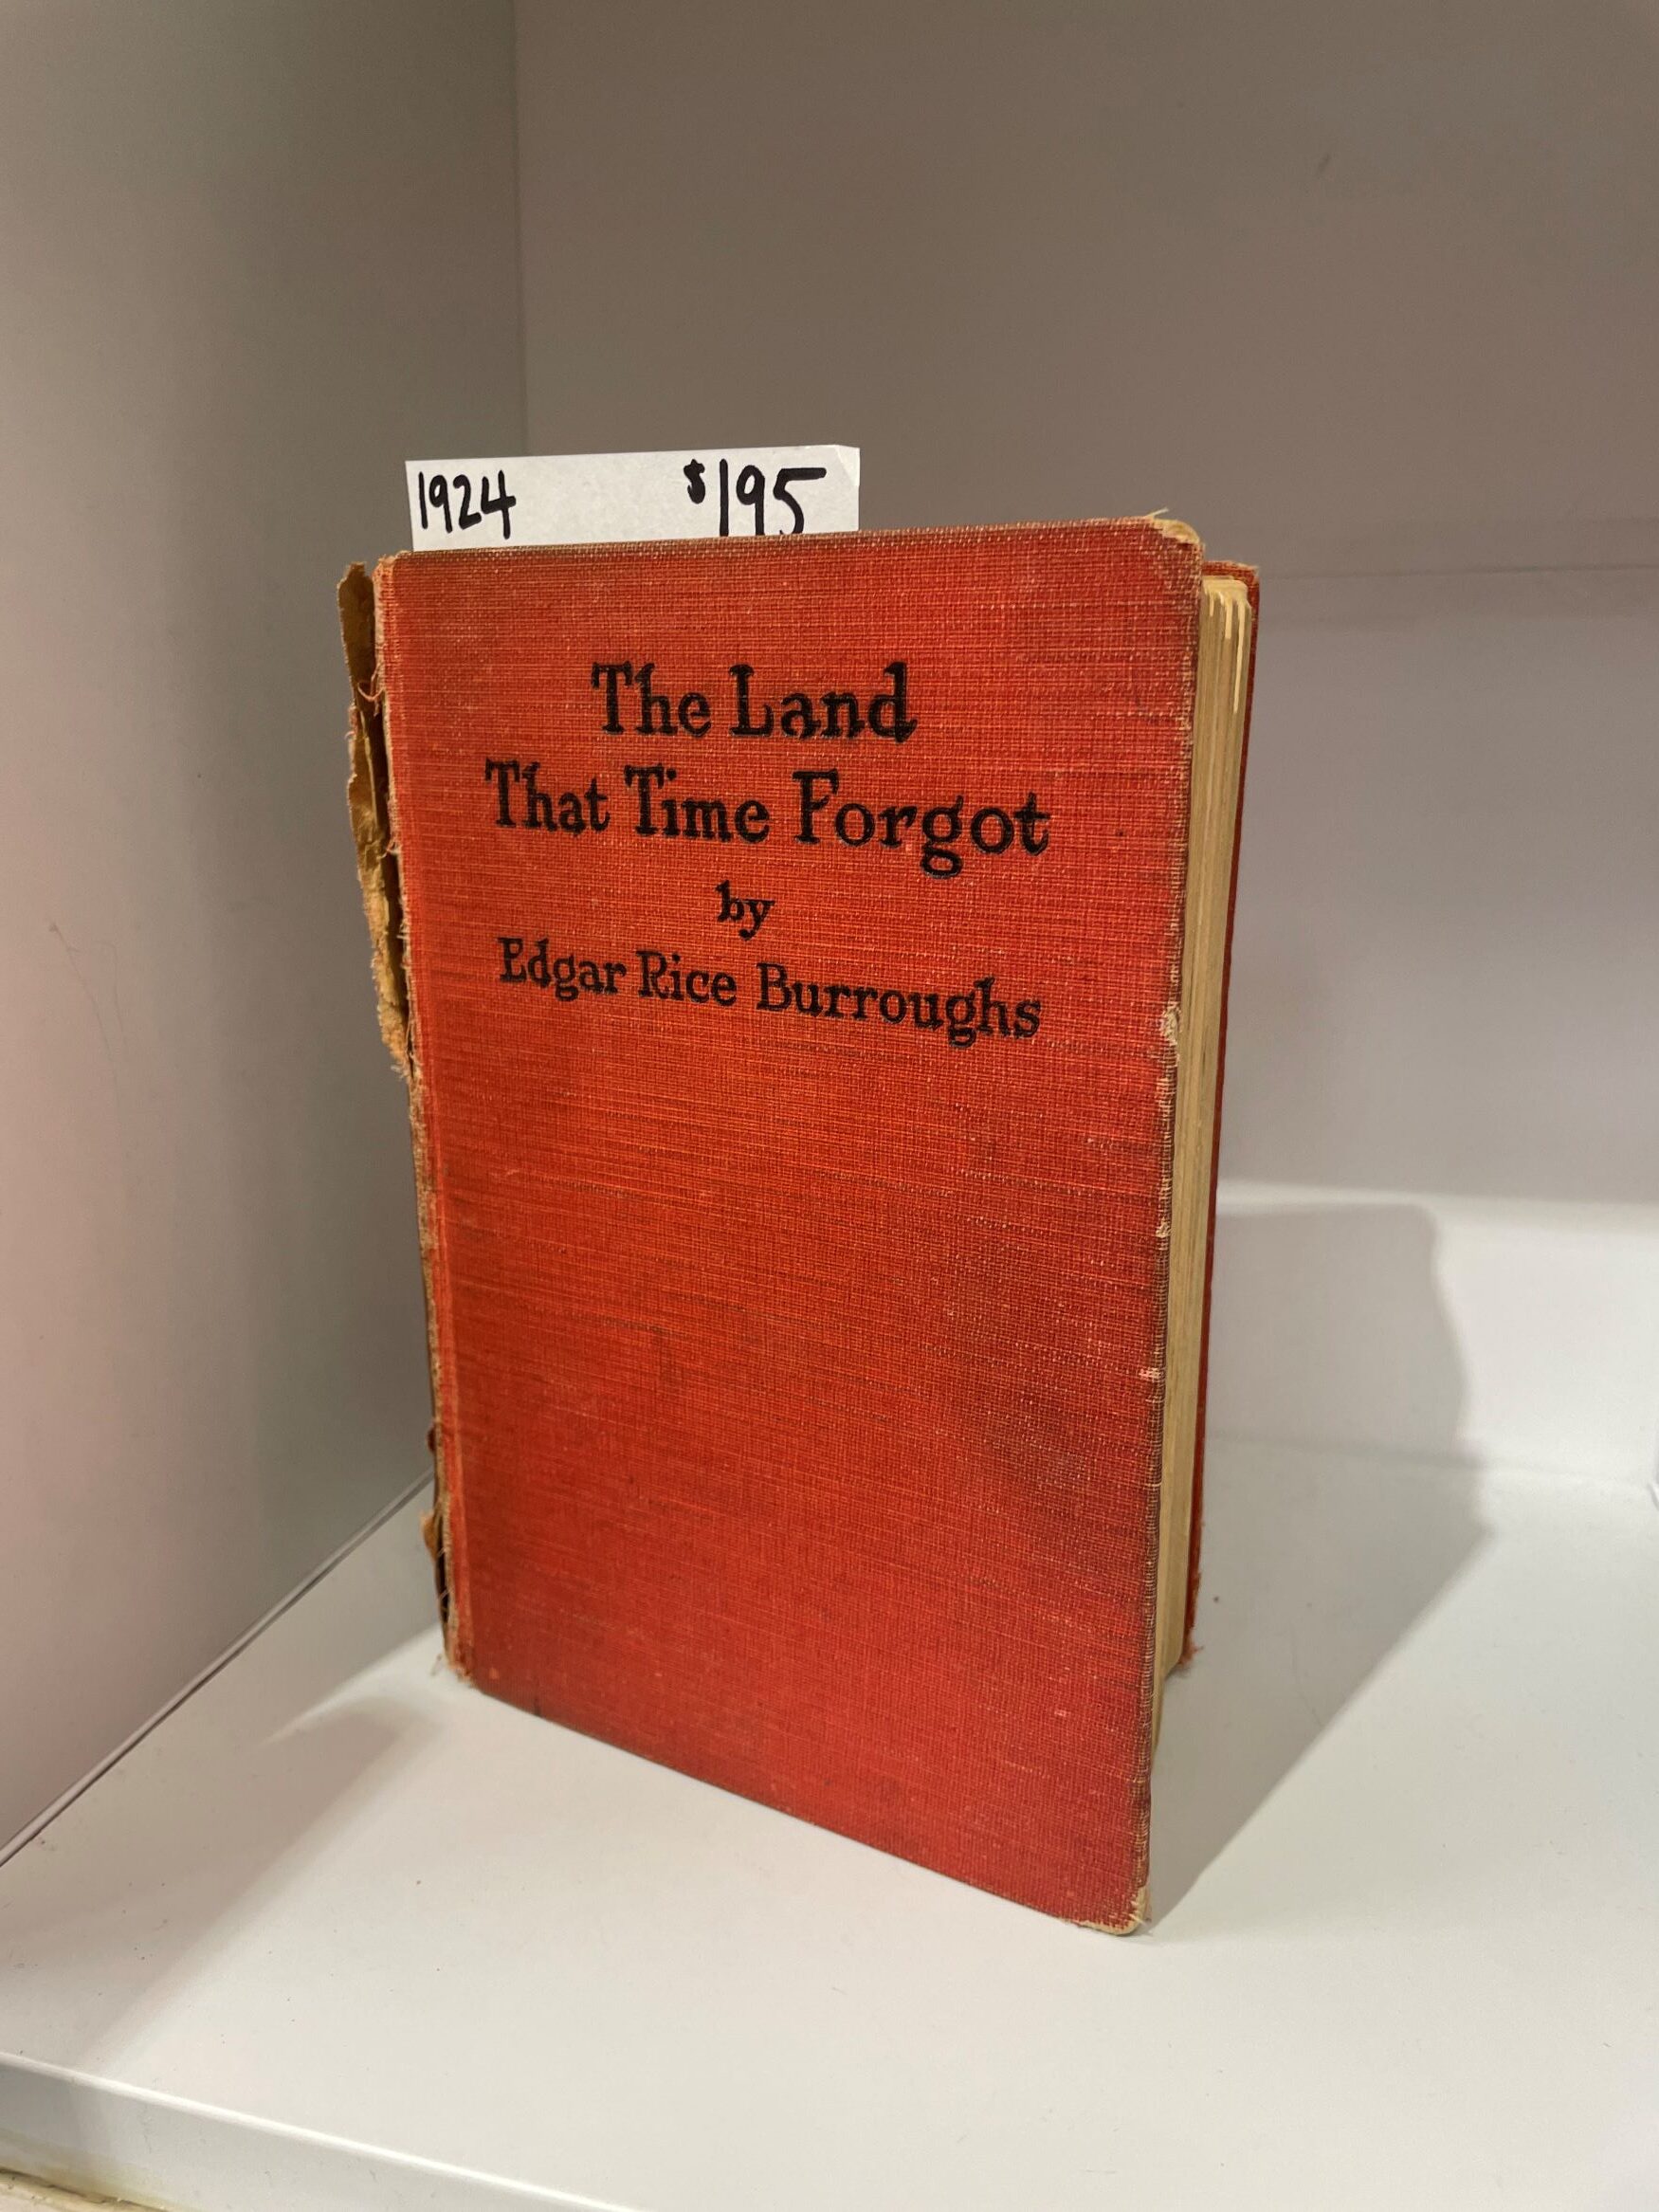 1924 $195
The Land
That Time Forgot
by
Edgar Rice Burroughs